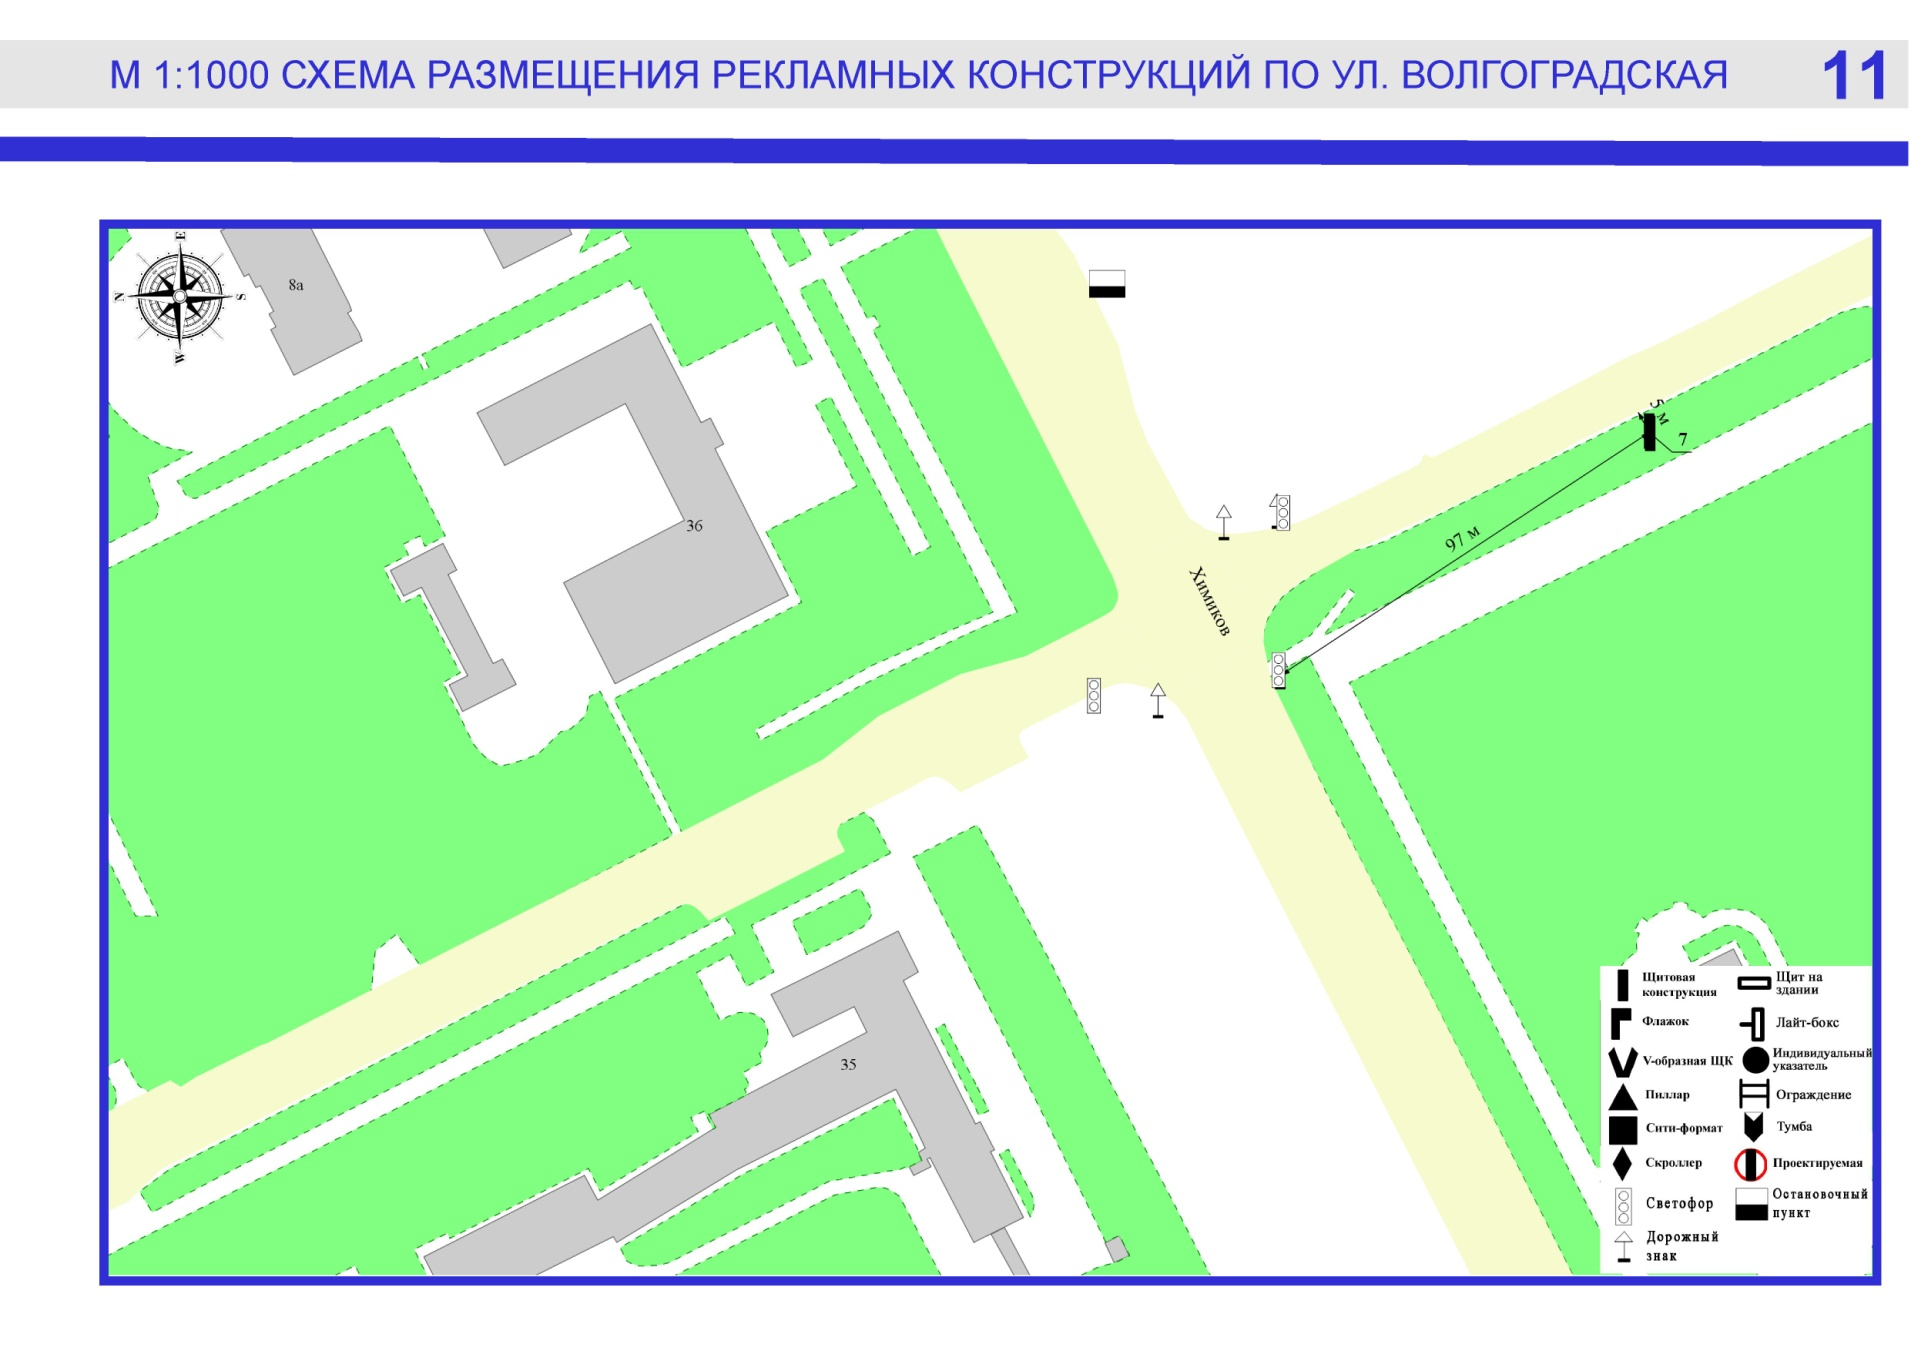 М 1:1000 СХЕМА РАЗМЕЩЕНИЯ РЕКЛАМНЫХ КОНСТРУКЦИЙ ПО УЛ. ВОЛГОГРАДСКАЯ 11
E
N S
W
8а
5 м
7
36
97 м
Химиков
35
Щитовая
конструкция
Щит на
здании
Флажок
Лайт-бокс
V-образная ЩК
Индивидуальный
указатель
Пиллар
Ограждение
Сити-формат
Тумба
Скроллер
Проектируемая
Светофор
Остановочный
пункт
Дорожный
знак